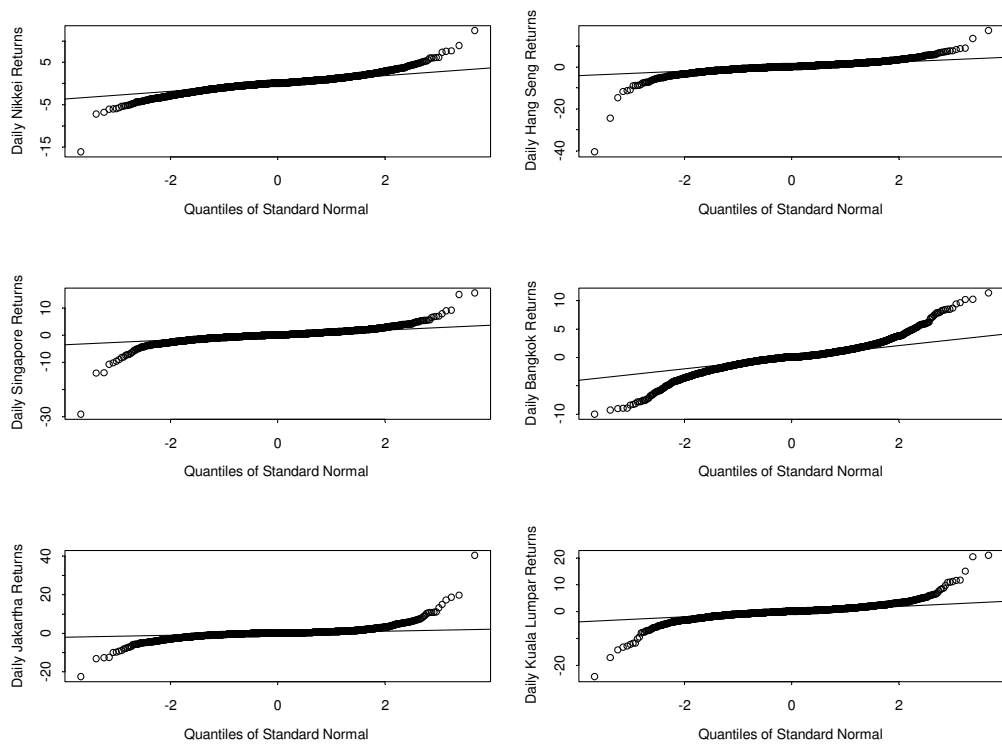 Daily Nikkei Returns
5
-5
-15
-2 0 2
Quantiles of Standard Normal
Daily Hang Seng Returns
0
-20
-40
-2 0 2
Quantiles of Standard Normal
Daily Singapore Returns
10
0
-10
-30
-2 0 2
Quantiles of Standard Normal
Daily Bangkok Returns
10
5
0
-10
-2 0 2
Quantiles of Standard Normal
Daily Jakartha Returns
40
20
0
-20
-2 0 2
Quantiles of Standard Normal
Daily Kuala Lumpar Returns
20
10
0
-20
-2 0 2
Quantiles of Standard Normal